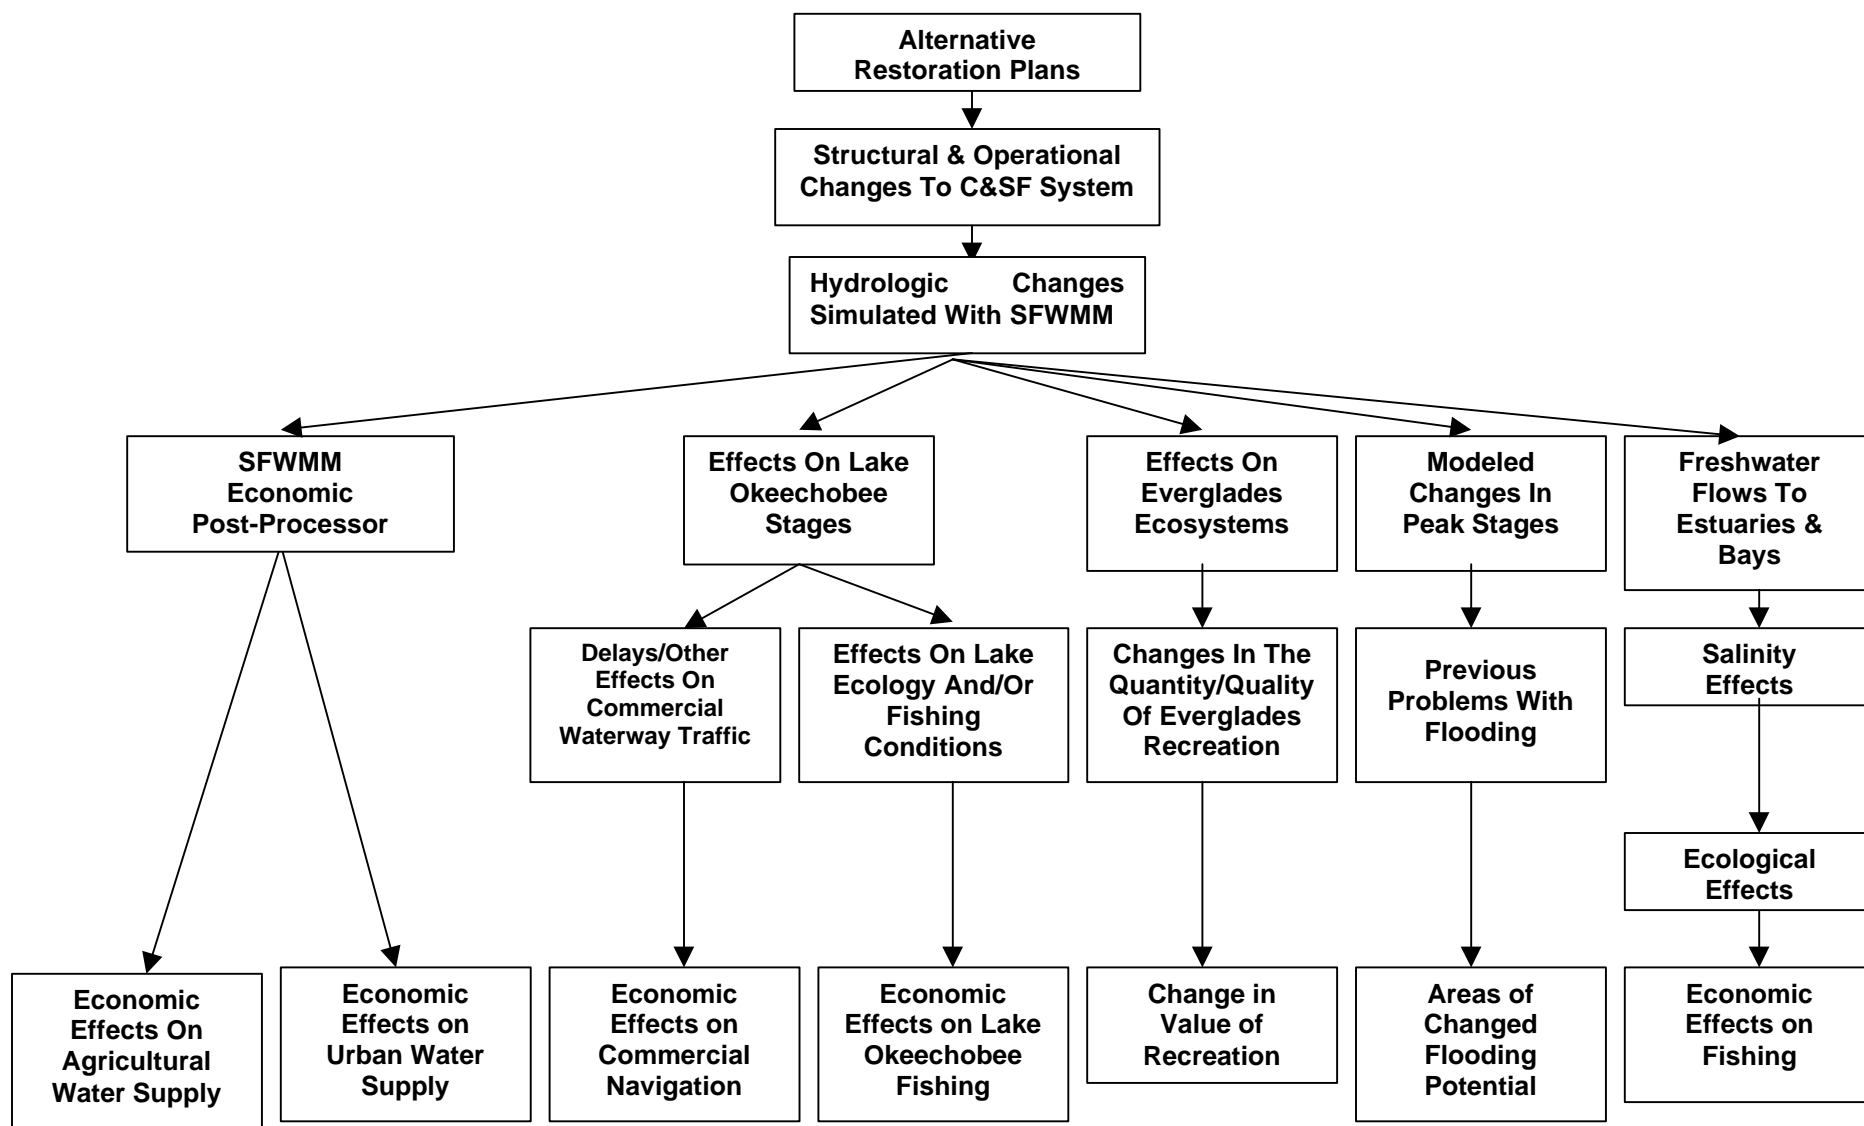 Alternative
Restoration Plans
Structural & Operational
Changes To C&SF System
Hydrologic Changes
Simulated With SFWMM
SFWMM
Economic
Post-Processor
Effects On Lake
Okeechobee
Stages
Effects On
Everglades
Ecosystems
Modeled
Changes In
Peak Stages
Freshwater
Flows To
Estuaries &
Bays
Delays/Other
Effects On
Commercial
Waterway Traffic
Effects On Lake
Ecology And/Or
Fishing
Conditions
Changes In The
Quantity/Quality
Of Everglades
Recreation
Previous
Problems With
Flooding
Salinity
Effects
Ecological
Effects
Economic
Effects On
Agricultural
Water Supply
Economic
Effects on
Urban Water
Supply
Economic
Effects on
Commercial
Navigation
Economic
Effects on Lake
Okeechobee
Fishing
Change in
Value of
Recreation
Areas of
Changed
Flooding
Potential
Economic
Effects on
Fishing